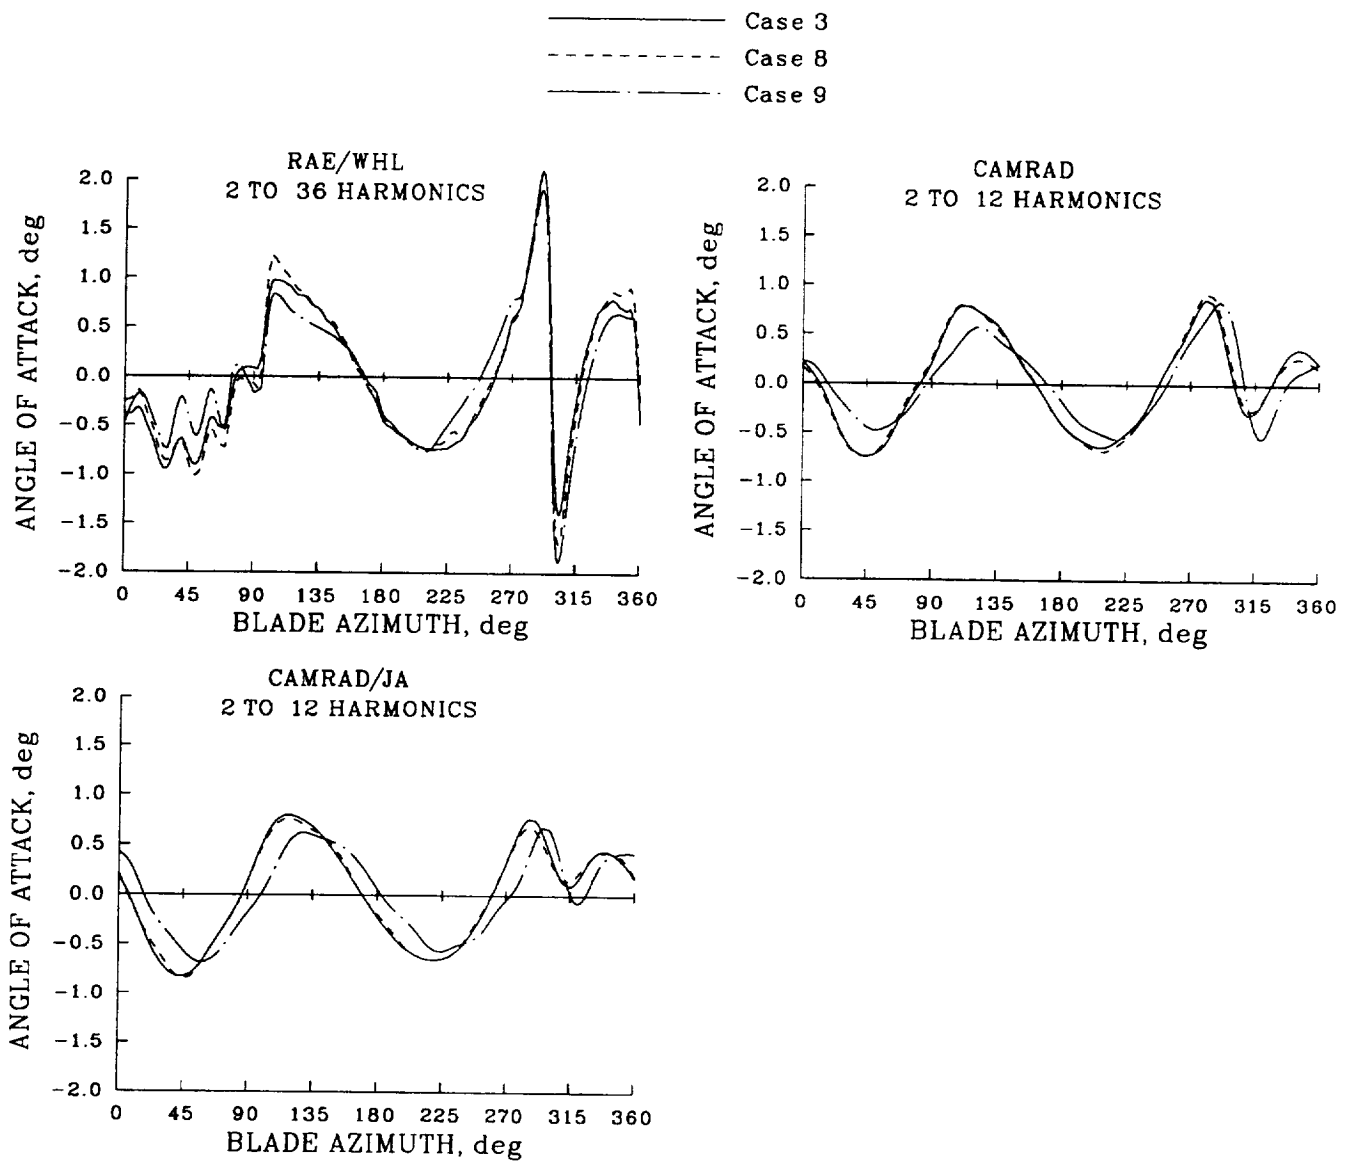 Case 3
Case 8
Case 9
RAE/WHL
2 TO 36 HARMONICS
ANGLE OF ATTACK, deg
2.0
1.5
1.0
0.5
0.0
−0.5
−1.0
−1.5
−2.0
0 45 90 135 180 225 270 315 360
BLADE AZIMUTH, deg
CAMRAD
2 TO 12 HARMONICS
ANGLE OF ATTACK, deg
2.0
1.5
1.0
0.5
0.0
−0.5
−1.0
−1.5
−2.0
0 45 90 135 180 225 270 315 360
BLADE AZIMUTH, deg
CAMRAD/JA
2 TO 12 HARMONICS
ANGLE OF ATTACK, deg
2.0
1.5
1.0
0.5
0.0
−0.5
−1.0
−1.5
−2.0
0 45 90 135 180 225 270 315 360
BLADE AZIMUTH, deg